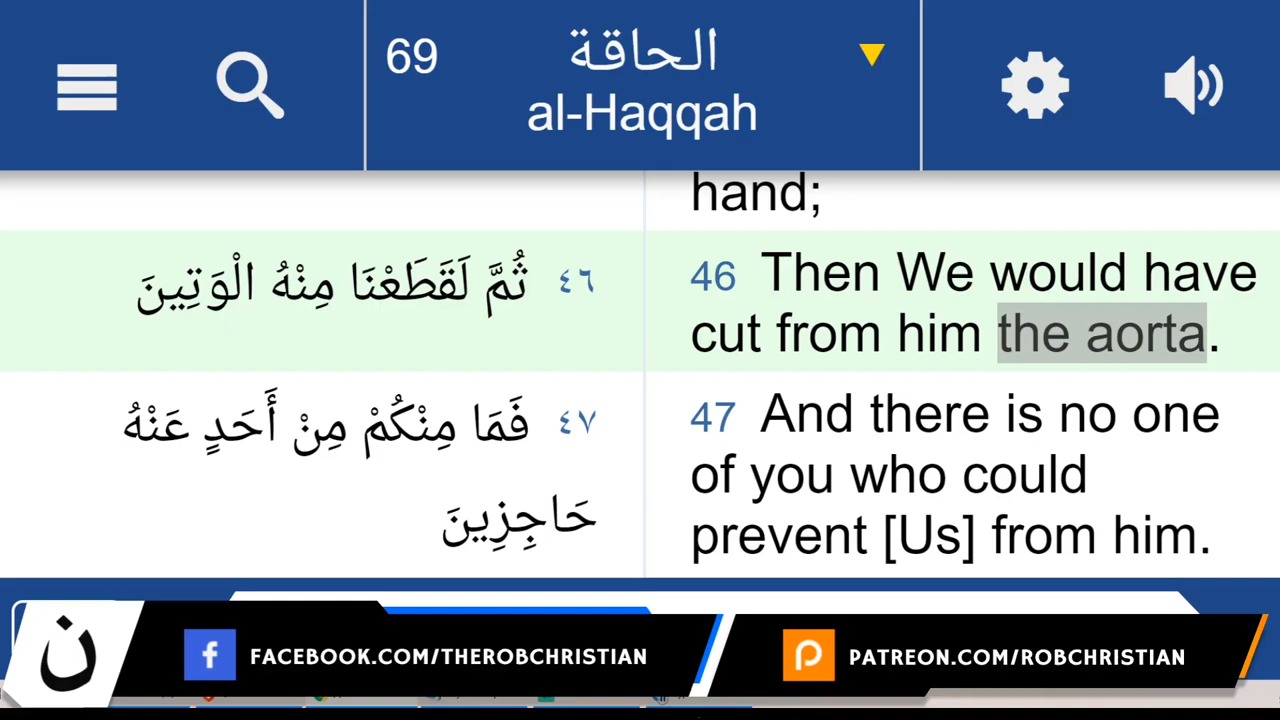 69
الحاقة
al-Haqqah
hand;
٤٦ ثُمَّ لَقَطَعْنَا مِنْهُ الْوَتِينَ
46 Then We would have
cut from him the aorta.
٤٧ فَمَا مِنْكُمْ مِنْ أَحَدٍ عَنْهُ
حَاجِزِينَ
47 And there is no one
of you who could
prevent [Us] from him.
ن
f FACEBOOK.COM/THEROBCHRISTIAN
PATREON.COM/ROBCHRISTIAN